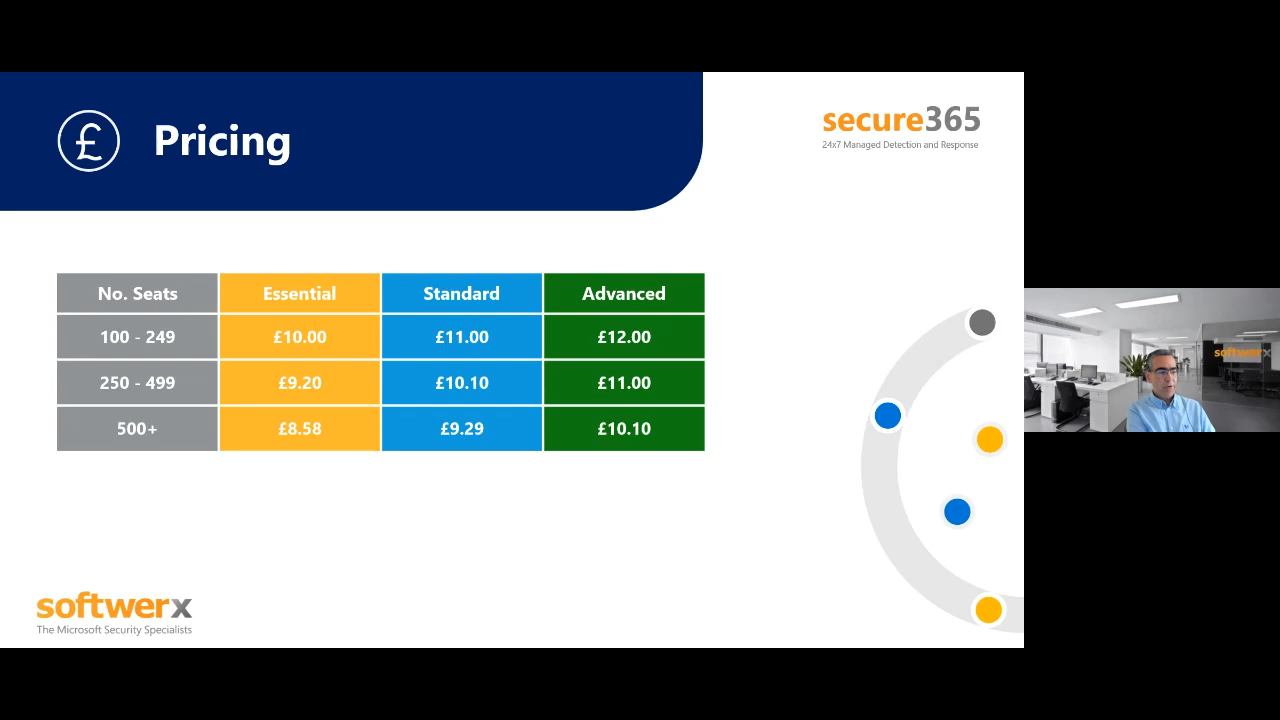 £ Pricing
secure365
24x7 Managed Detection and Response
No. Seats Essential Standard Advanced
100 - 249 £10.00 £11.00 £12.00
250 - 499 £9.20 £10.10 £11.00
500+ £8.58 £9.29 £10.10
softwerx
softwerx
The Microsoft Security Specialists